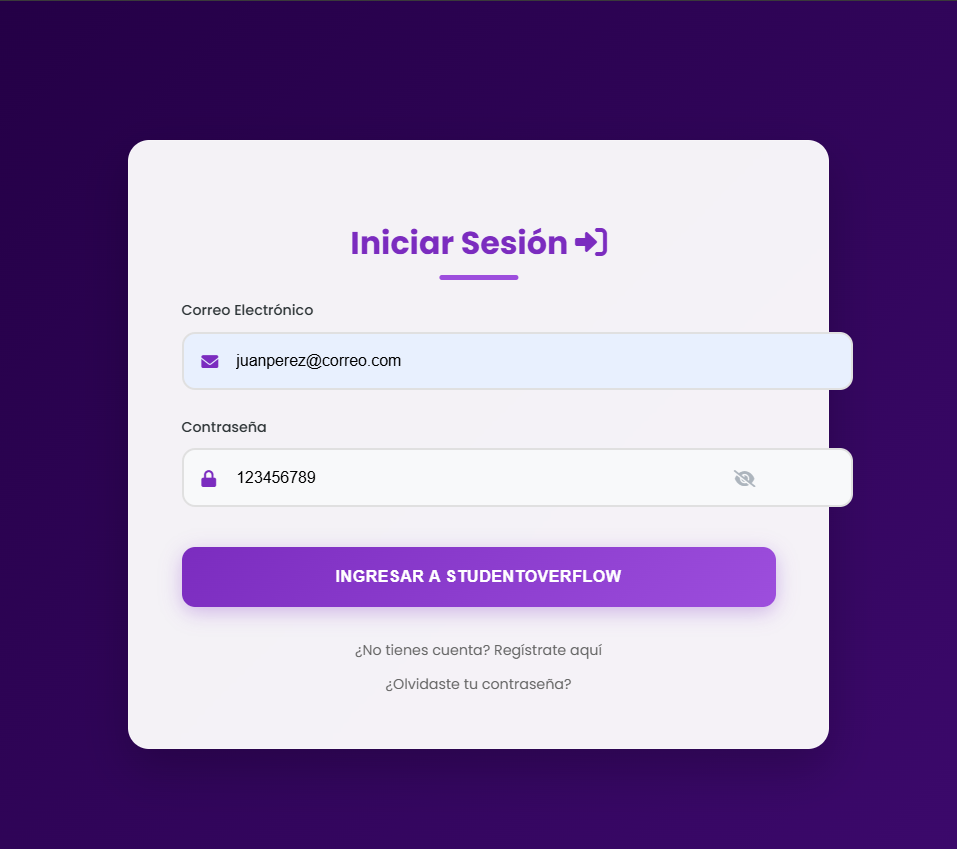 Iniciar Sesión
Correo Electrónico
juanperez@correo.com
Contraseña
123456789
INGRESAR A STUDENTOVERFLOW
¿No tienes cuenta? Regístrate aquí
¿Olvidaste tu contraseña?